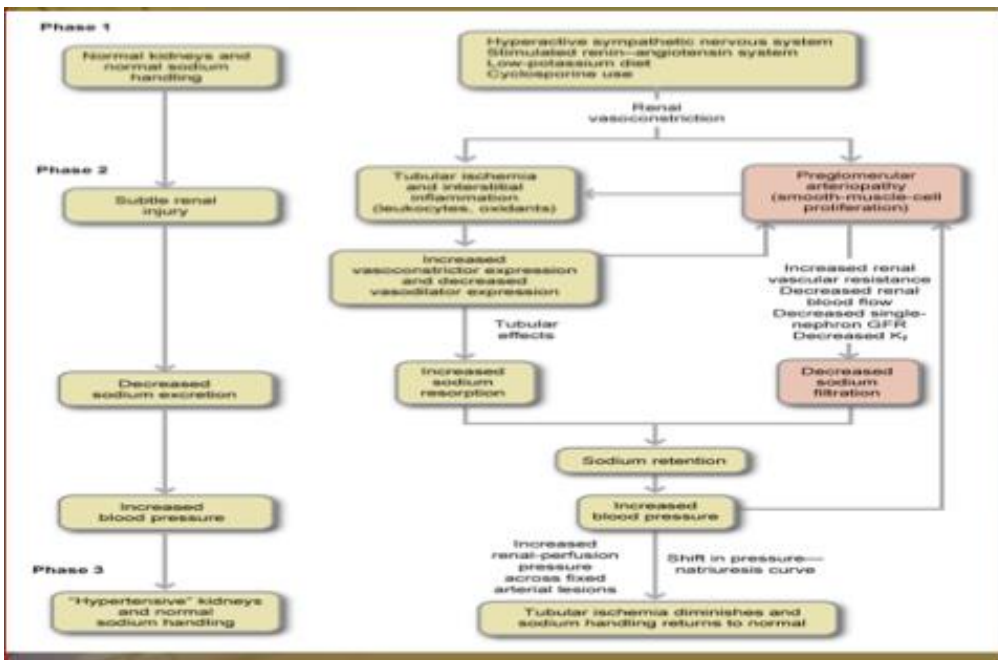 Phase 1
Normal kidneys and
normal sodium
handling
Hyperactive sympathetic nervous system
Stimulated renin–angiotensin system
Low-potassium diet
Cyclosporine use
Renal
vasoconstriction
Phase 2
Subtle renal
injury
Tubular ischemia
and interstitial
inflammation
(leukocytes, oxidants)
Preglomerular
arteriopathy
(smooth-muscle-cell
proliferation)
Increased
vasoconstrictor expression
and decreased
vasodilator expression
Increased renal
vascular resistance
Decreased renal
blood flow
Decreased single-
nephron GFR
Decreased Kf
Tubular
effects
Decreased
sodium excretion
Increased
sodium
resorption
Decreased
sodium
filtration
Sodium retention
Increased
blood pressure
Increased
blood pressure
Increased
renal-perfusion
pressure
across fixed
arterial lesions
Shift in pressure—
natriuresis curve
Phase 3
"Hypertensive" kidneys
and normal
sodium handling
Tubular ischemia diminishes and
sodium handling returns to normal